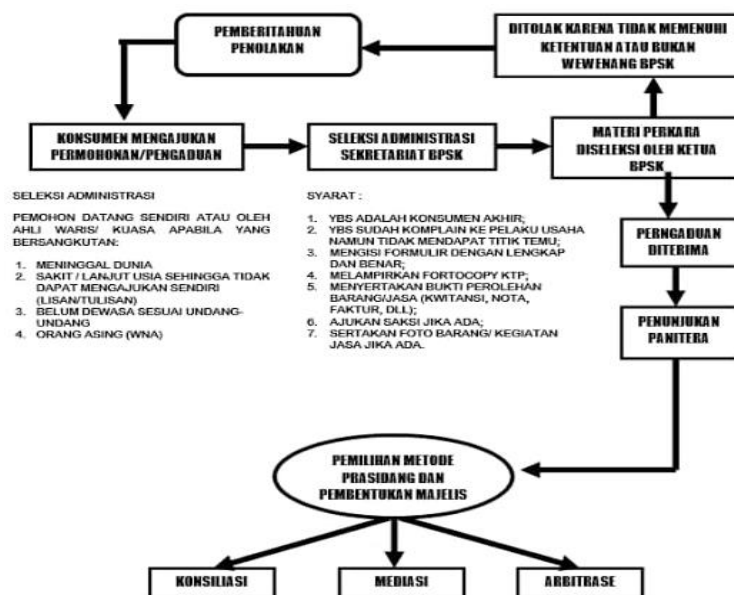 PEMBERITAHUAN
PENOLAKAN
DITOLAK KARENA TIDAK MEMENUHI
KETENTUAN ATAU BUKAN
WEWENANG BPSK
KONSUMEN MENGAJUKAN
PERMOHONAN/PENGADUAN
SELEKSI ADMINISTRASI
SEKRETARIAT BPSK
MATERI PERKARA
DISELEKSI OLEH KETUA
BPSK
SELEKSI ADMINISTRASI
PEMOHON DATANG SENDIRI ATAU OLEH
AHLI WARIS/ KUASA APABILA YANG
BERSANGKUTAN:
1. MENINGGAL DUNIA
2. SAKIT / LANJUT USIA SEHINGGA TIDAK
DAPAT MENGAJUKAN SENDIRI
(LISAN/TULISAN)
3. BELUM DEWASA SESUAI UNDANG-
UNDANG
4. ORANG ASING (WNA)
SYARAT :
1. YBS ADALAH KONSUMEN AKHIR;
2. YBS SUDAH KOMPLAIN KE PELAKU USAHA
NAMUN TIDAK MENDAPAT TITIK TEMU;
3. MENGISI FORMULIR DENGAN LENGKAP
DAN BENAR;
4. MELAMPIRKAN FORTOCOPY KTP;
5. MENYERTAKAN BUKTI PEROLEHAN
BARANG/JASA (KWITANSI, NOTA,
FAKTUR, DLL);
6. AJUKAN SAKSI JIKA ADA;
7. SERTAKAN FOTO BARANG/ KEGIATAN
JASA JIKA ADA.
PERNGADUAN
DITERIMA
PENUNJUKAN
PANITERA
PEMILIHAN METODE
PRASIDANG DAN
PEMBENTUKAN MAJELIS
KONSILIASI
MEDIASI
ARBITRASE